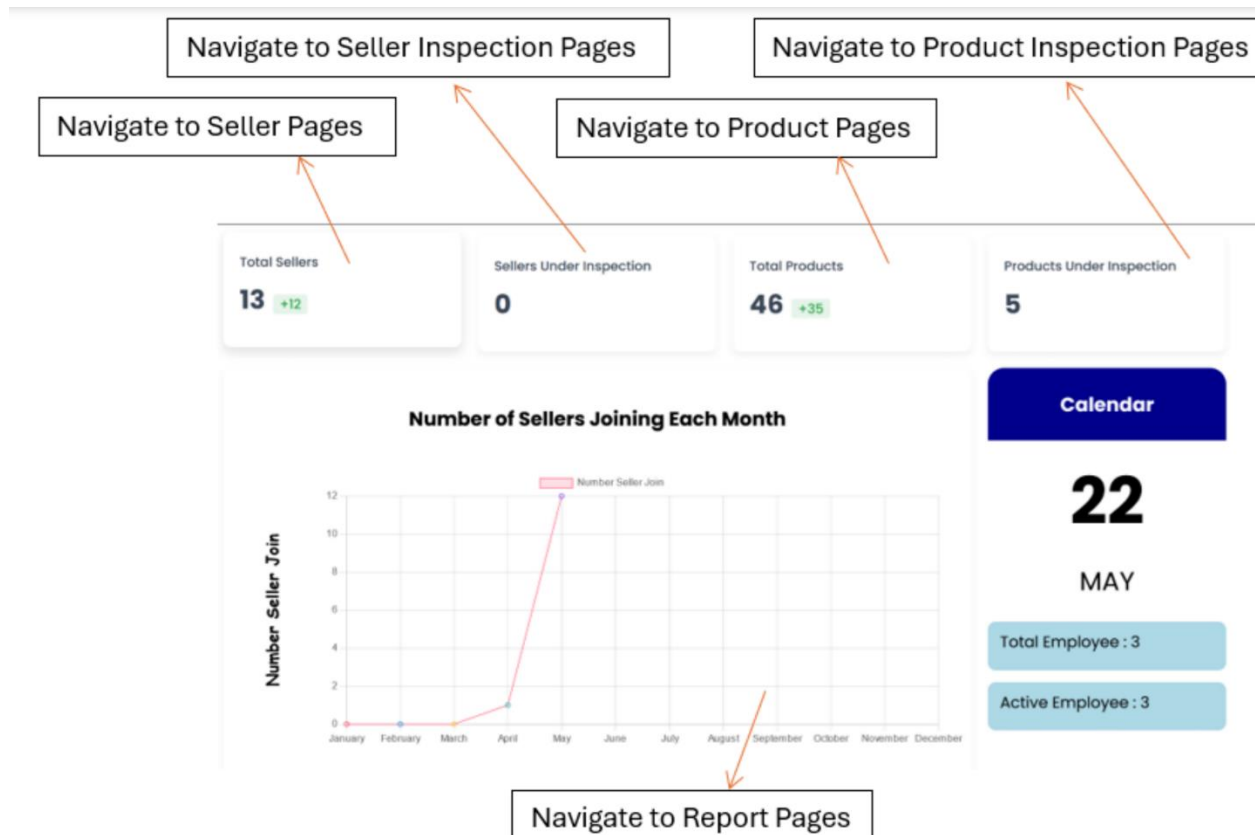 Navigate to Seller Inspection Pages
Navigate to Product Inspection Pages
Navigate to Seller Pages
Navigate to Product Pages
Total Sellers
13 +12
Sellers Under Inspection
0
Total Products
46 +35
Products Under Inspection
5
Number of Sellers Joining Each Month
Number Seller Join
Number Seller Join
12
10
8
6
4
2
0
January February March April May June July August September October November December
Calendar
22
MAY
Total Employee : 3
Active Employee : 3
Navigate to Report Pages